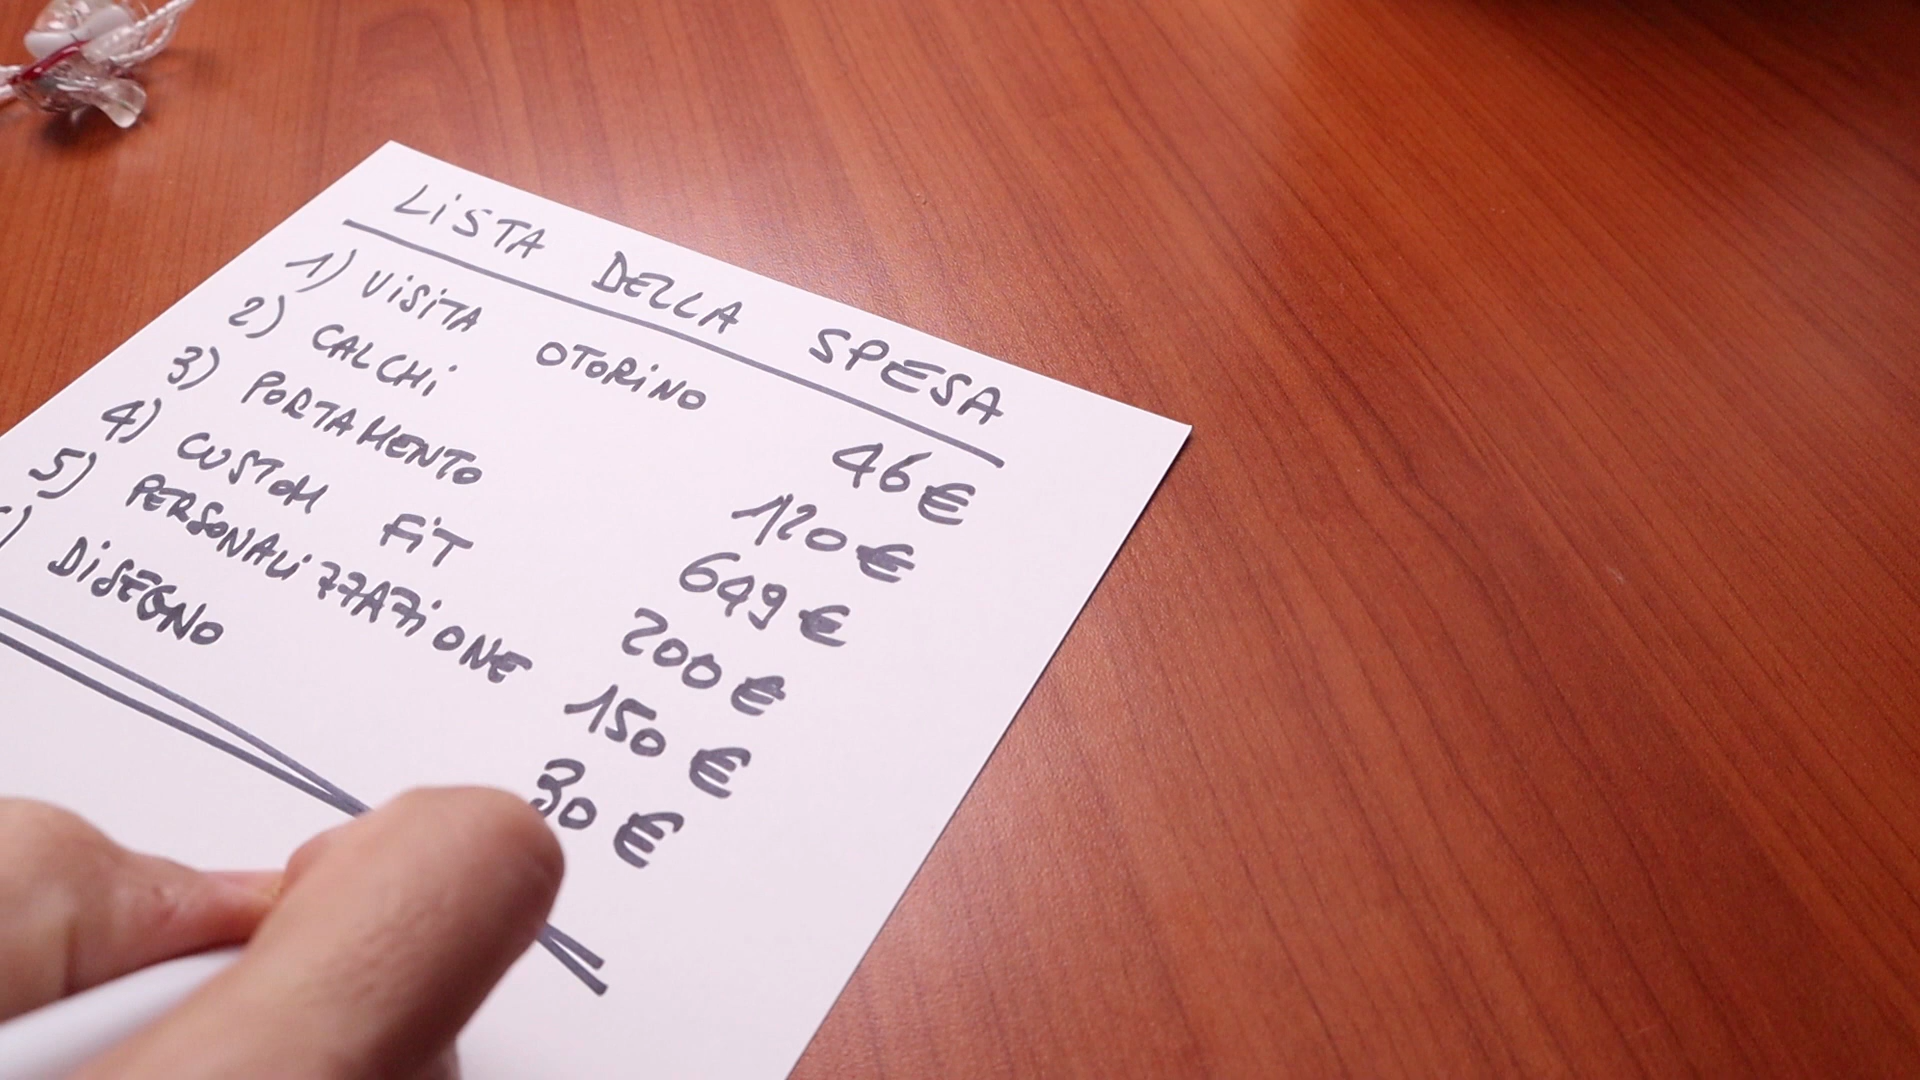 LiSTA DELLA SPESA
1) ViSiTA OTORiNO 46€
2) CALCHi 120€
3) PORTAMENTO 649€
4) CUSTOM FiT 200€
5) PERSONALiZZAZiONE 150€
) DiSEGNO 30€